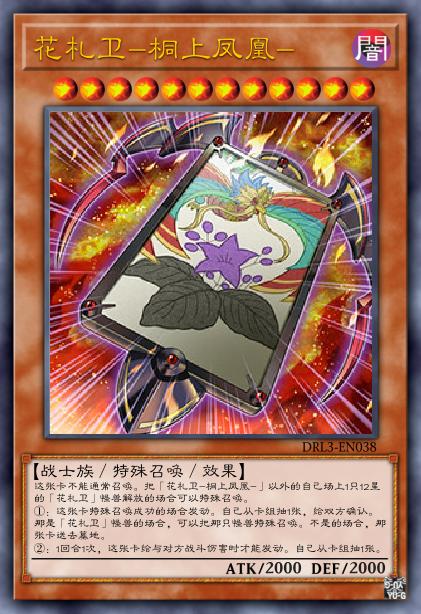 花札卫-桐上凤凰-
闇
DRL3-EN038
【战士族／特殊召唤／效果】
这张卡不能通常召唤。把「花札卫-桐上凤凰-」以外的自己场上1只12星
的「花札卫」怪兽解放的场合可以特殊召唤。
①：这张卡特殊召唤成功的场合发动。自己从卡组抽1张，给双方确认。
那是「花札卫」怪兽的场合，可以把那只怪兽特殊召唤。不是的场合，那
张卡送去墓地。
②：1回合1次，这张卡给与对方战斗伤害时才能发动。自己从卡组抽1张。
ATK/2000 DEF/2000